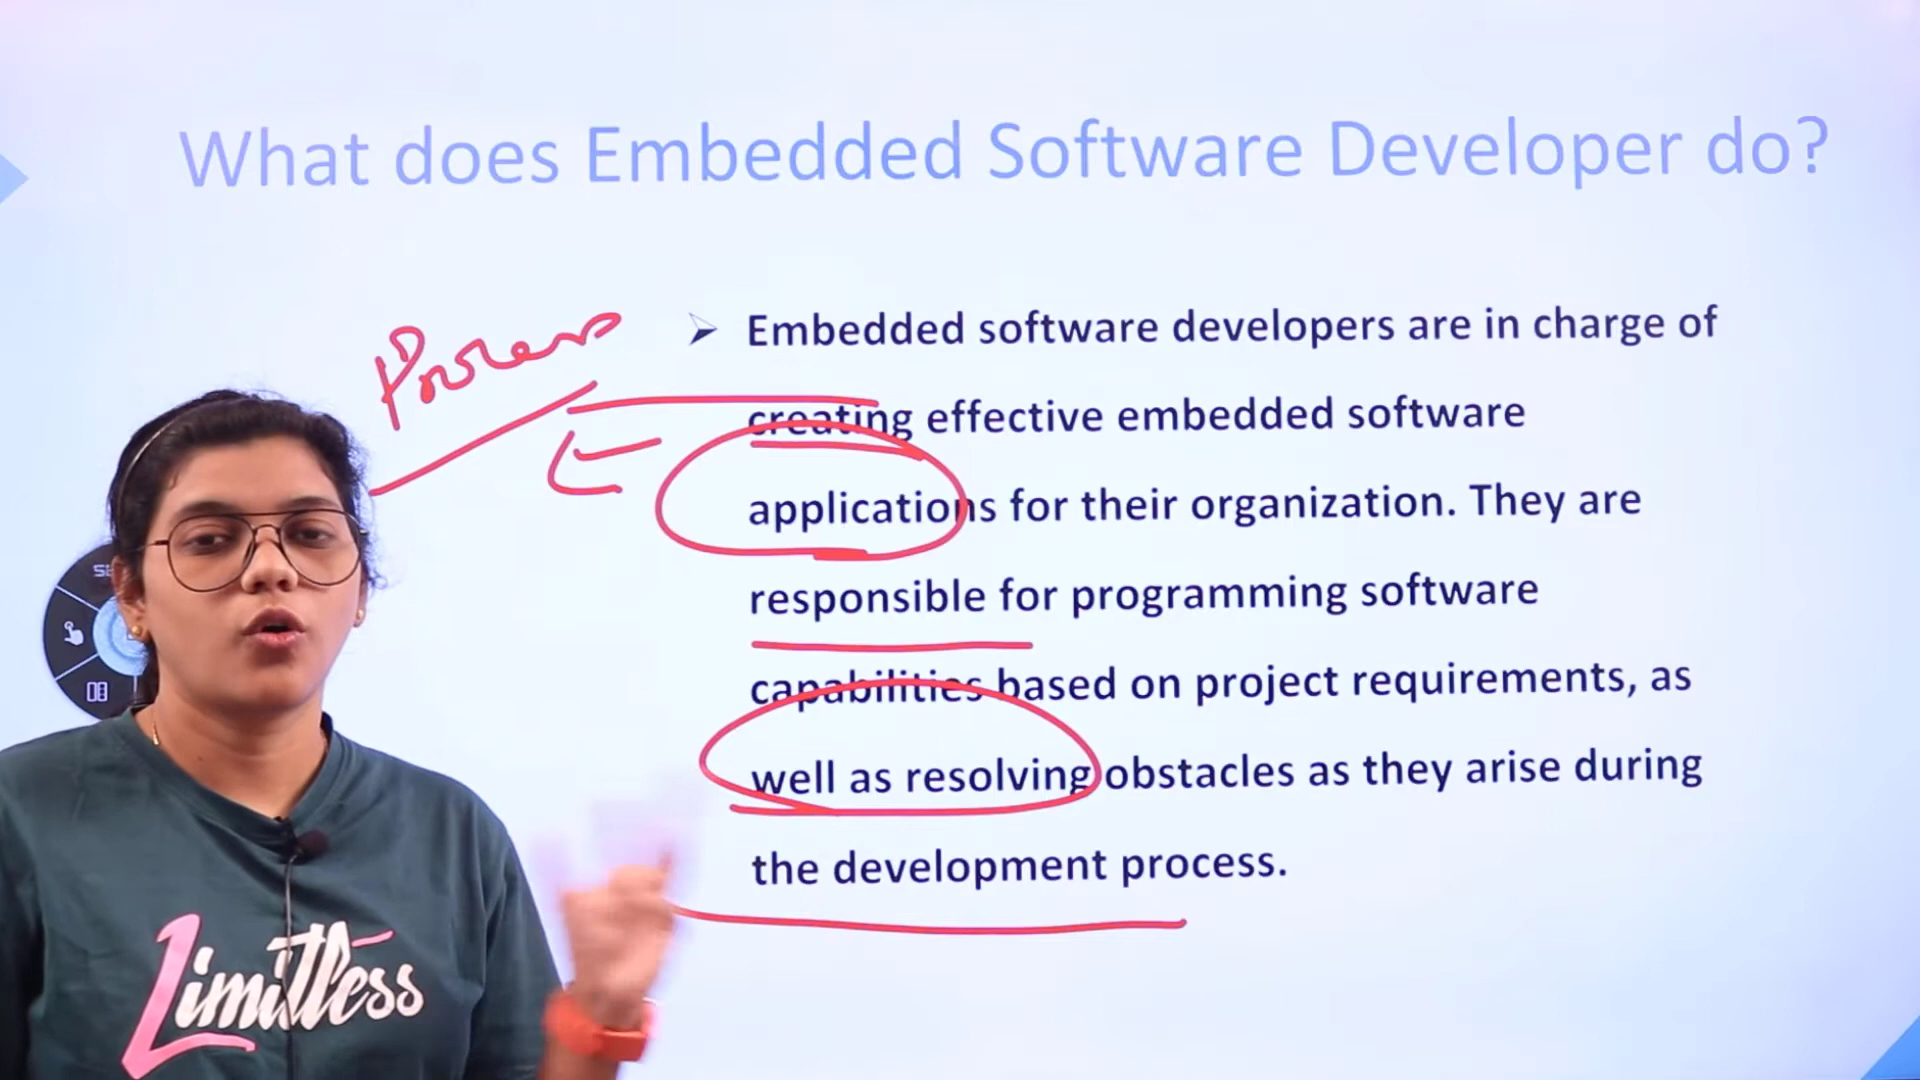 What does Embedded Software Developer do?
Process
Embedded software developers are in charge of
creating effective embedded software
applications for their organization. They are
responsible for programming software
capabilities based on project requirements, as
well as resolving obstacles as they arise during
the development process.
Limitless